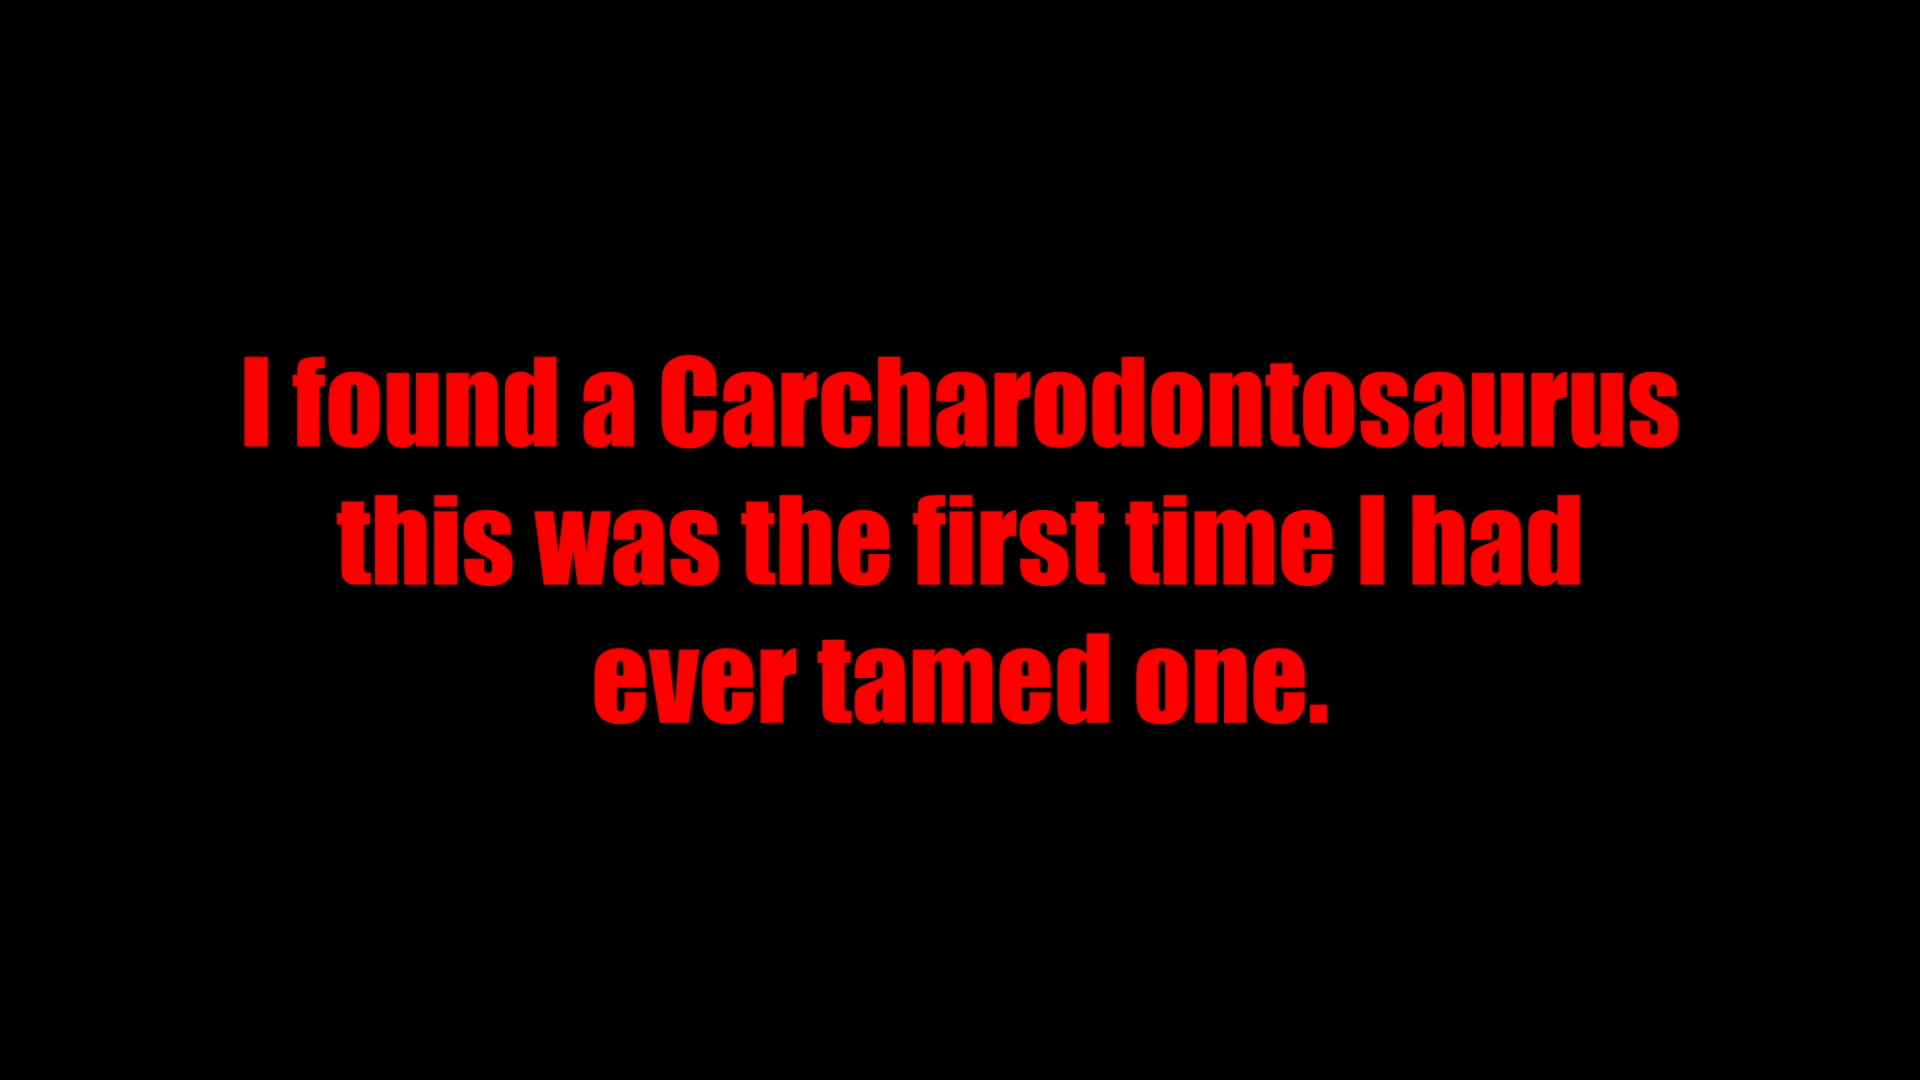 I found a Carcharodontosaurus
this was the first time I had
ever tamed one.